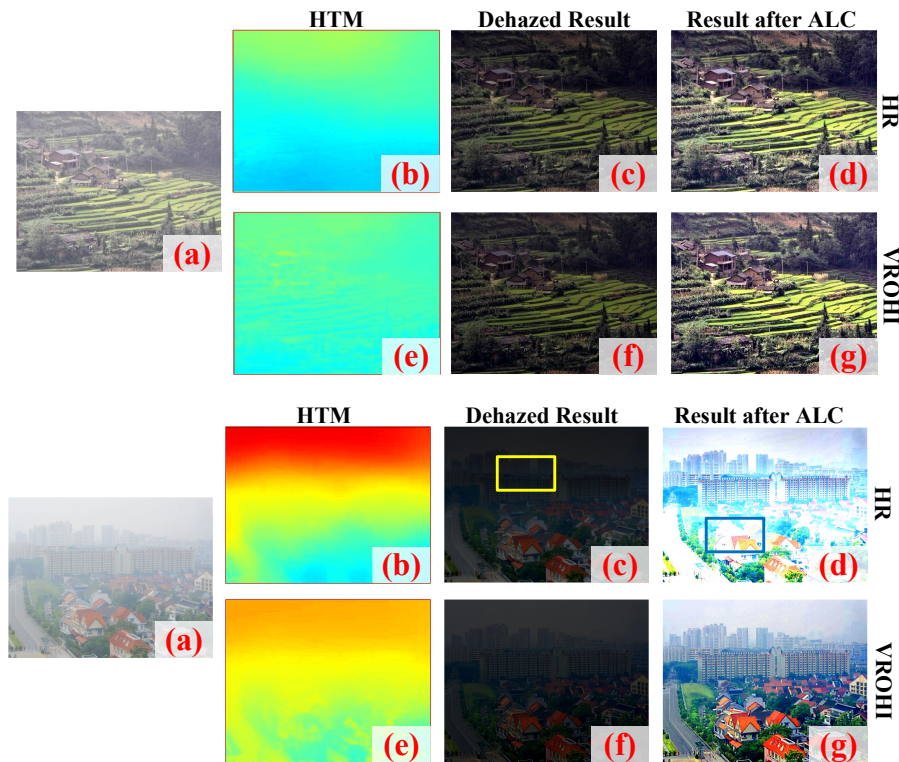 HTM Dehazed Result Result after ALC
(a)
(b) (c) (d)
HR
(e) (f) (g)
VROHI
HTM Dehazed Result Result after ALC
(a)
(b) (c) (d)
HR
(e) (f) (g)
VROHI